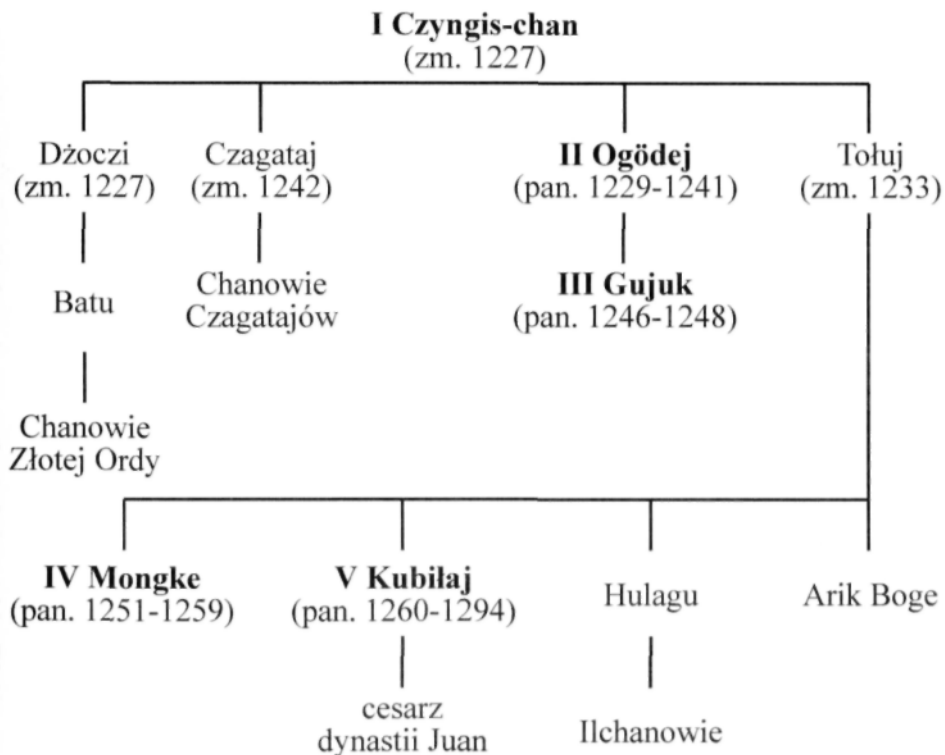 I Czyngis-chan
(zm. 1227)
Dżoczi
(zm. 1227)
Czagataj
(zm. 1242)
II Ogödej
(pan. 1229-1241)
Tołuj
(zm. 1233)
Batu
Chanowie
Czagatajów
III Gujuk
(pan. 1246-1248)
Chanowie
Złotej Ordy
IV Mongke
(pan. 1251-1259)
V Kubiłaj
(pan. 1260-1294)
Hulagu
Arik Boge
cesarz
dynastii Juan
Ilchanowie